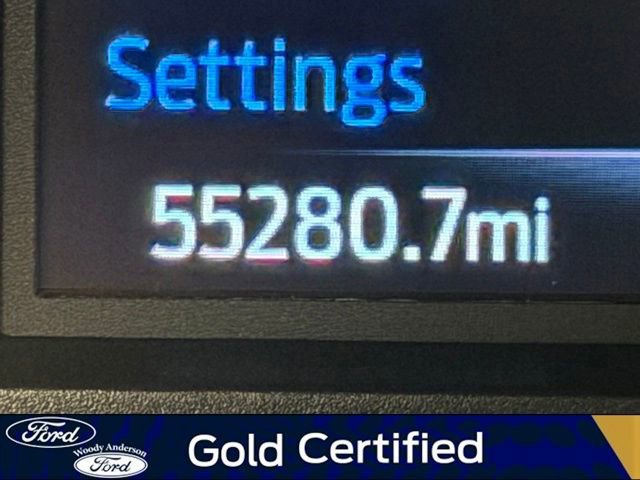 Settings
55280.7mi
Ford
Woody Anderson
Ford
Gold Certified